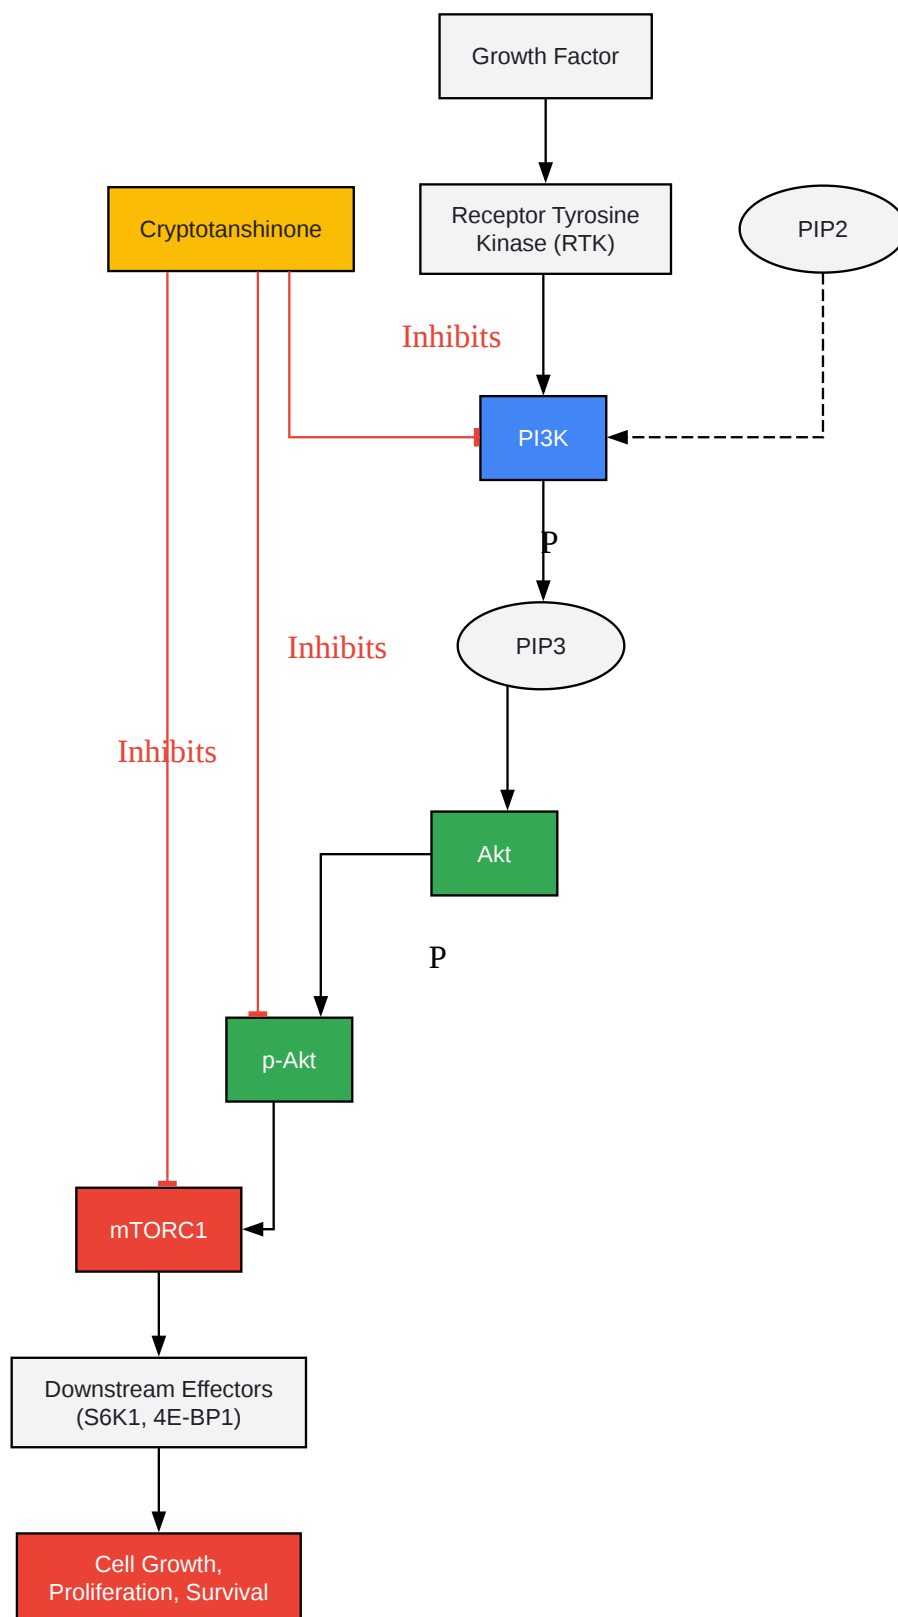 Growth Factor
Cryptotanshinone
Receptor Tyrosine
Kinase (RTK)
PIP2
Inhibits
PI3K
P
PIP3
Inhibits
Inhibits
Akt
P
p-Akt
mTORC1
Downstream Effectors
(S6K1, 4E-BP1)
Cell Growth,
Proliferation, Survival